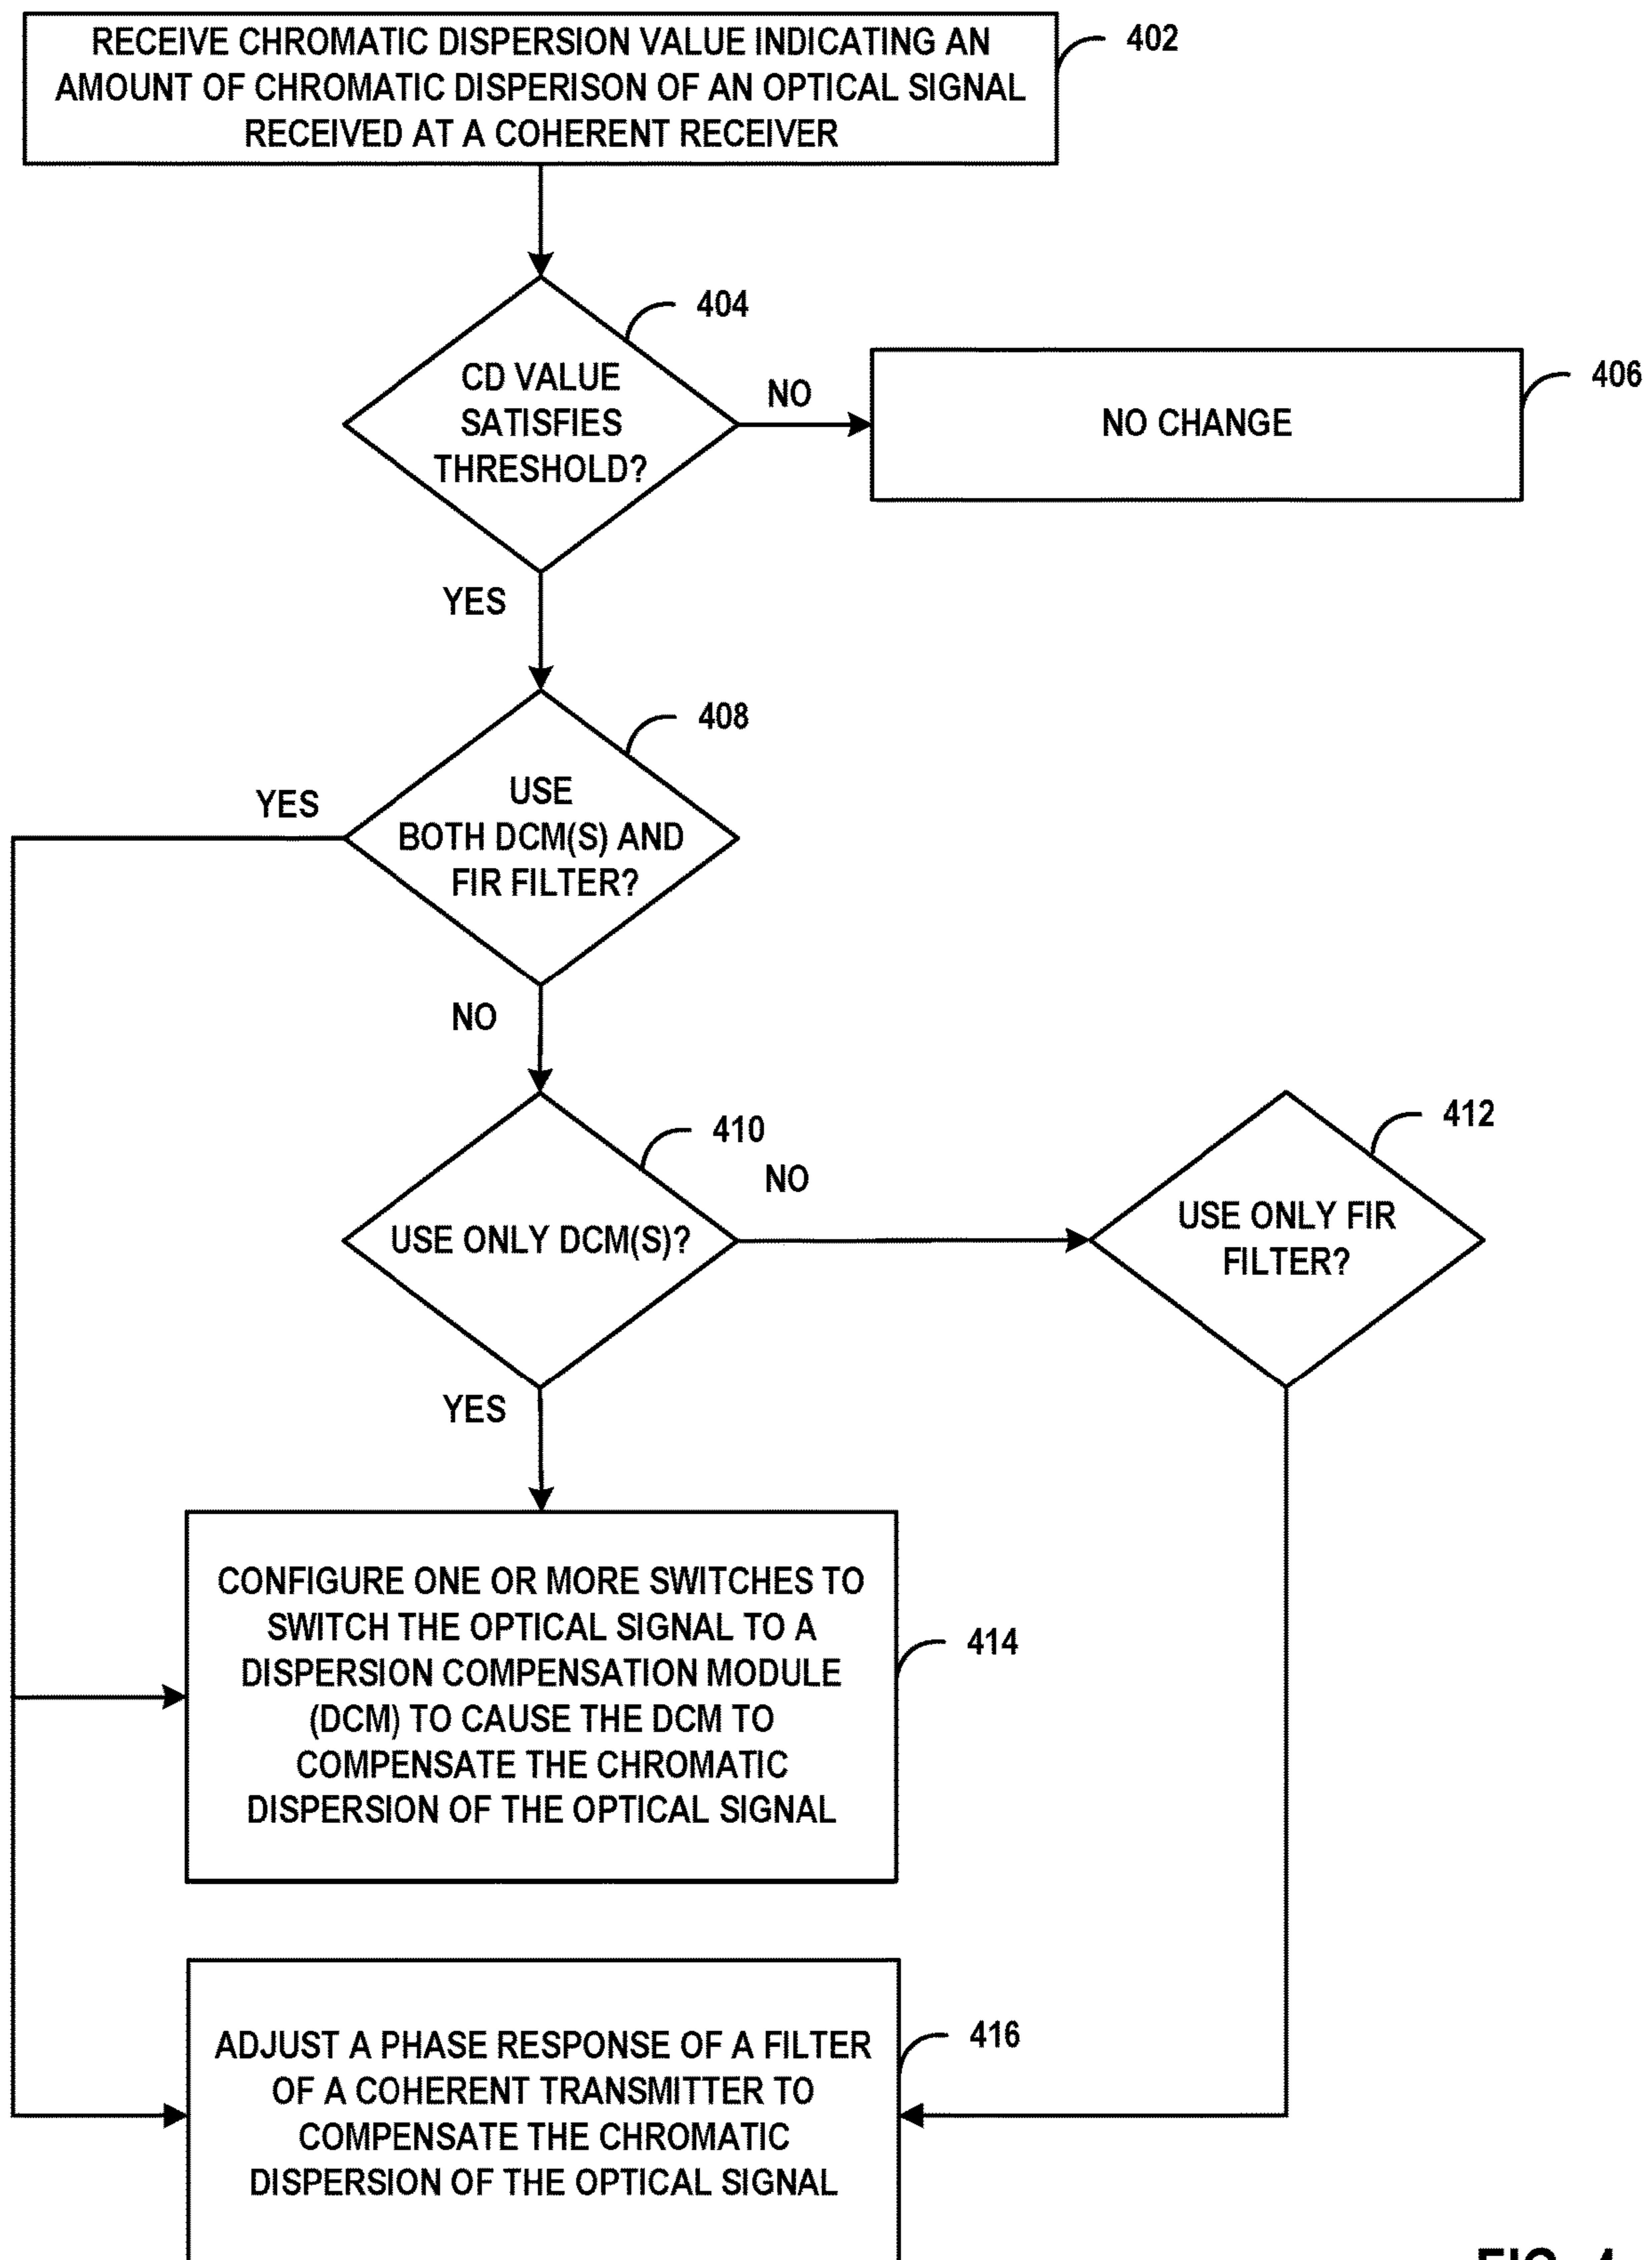 RECEIVE CHROMATIC DISPERSION VALUE INDICATING AN
AMOUNT OF CHROMATIC DISPERISON OF AN OPTICAL SIGNAL
RECEIVED AT A COHERENT RECEIVER
402
404
CD VALUE
SATISFIES
THRESHOLD?
NO
406
NO CHANGE
YES
408
USE
BOTH DCM(S) AND
FIR FILTER?
YES
NO
410
NO
412
USE ONLY DCM(S)?
USE ONLY FIR
FILTER?
YES
CONFIGURE ONE OR MORE SWITCHES TO
SWITCH THE OPTICAL SIGNAL TO A
DISPERSION COMPENSATION MODULE
(DCM) TO CAUSE THE DCM TO
COMPENSATE THE CHROMATIC
DISPERSION OF THE OPTICAL SIGNAL
414
ADJUST A PHASE RESPONSE OF A FILTER
OF A COHERENT TRANSMITTER TO
COMPENSATE THE CHROMATIC
DISPERSION OF THE OPTICAL SIGNAL
416